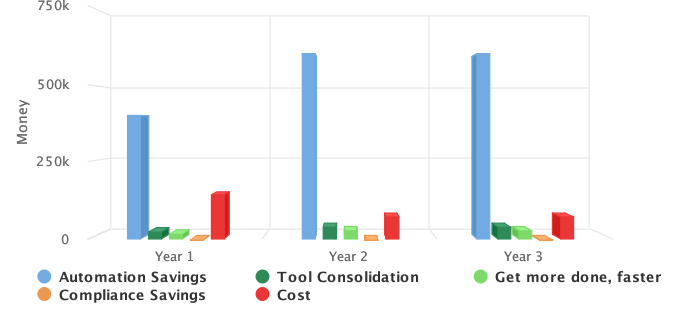 750k
500k
Money
250k
0
Year 1 Year 2 Year 3
Automation Savings Tool Consolidation Get more done, faster
Compliance Savings Cost